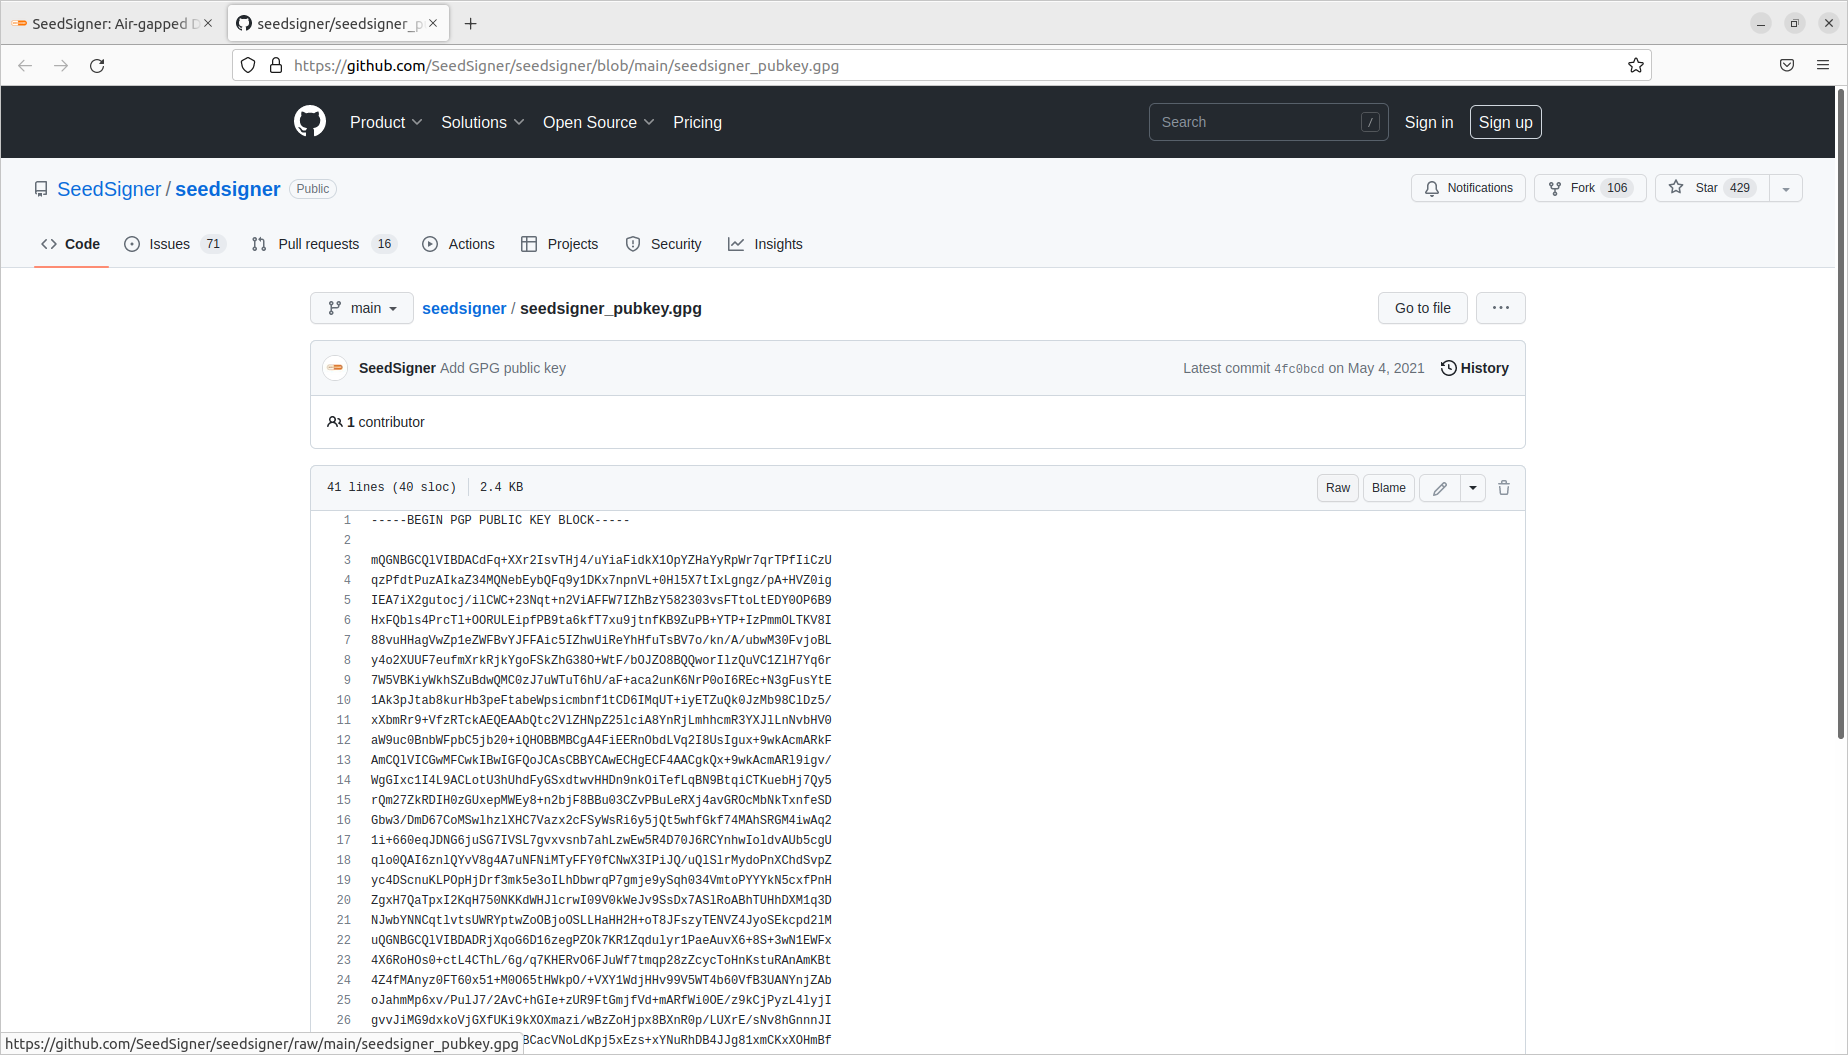 SeedSigner: Air-gapped D
seedsigner/seedsigner_p
https://github.com/SeedSigner/seedsigner/blob/main/seedsigner_pubkey.gpg
Product Solutions Open Source Pricing Search / Sign in Sign up
SeedSigner / seedsigner Public Notifications Fork 106 Star 429
Code Issues 71 Pull requests 16 Actions Projects Security Insights
main seedsigner / seedsigner_pubkey.gpg Go to file ...
SeedSigner Add GPG public key Latest commit 4fc0bcd on May 4, 2021 History
1 contributor
41 lines (40 sloc) 2.4 KB Raw Blame
1 -----BEGIN PGP PUBLIC KEY BLOCK-----
2
3 mQGNBGCQlVIBDACdFq+XXr2IsvTHj4/uYiaFidkX1OpYZHaYyRpWr7qrTPfIiCzU
4 qzPfdtPuzAIkaZ34MQNebEybQFq9y1DKx7npnVL+0Hl5X7tIxLgngz/pA+HVZ0ig
5 IEA7iX2gutocj/ilCWC+23Nqt+n2ViAFFW7IZhBzY582303vsFTtoLtEDY0OP6B9
6 HxFQbls4PrcTl+OORULEipfPB9ta6kfT7xu9jtnfKB9ZuPB+YTP+IzPmmOLTKV8I
7 88vuHHagVwZp1eZWFBvYJFFAic5IZhwUiReYhHfuTsBV7o/kn/A/ubwM30FvjoBL
8 y4o2XUUF7eufmXrkRjkYgoFSkZhG38O+WtF/bOJZO8BQQworIlzQuVC1ZlH7Yq6r
9 7W5VBKiyWkhSZuBdwQMC0zJ7uWTuT6hU/aF+aca2unK6NrP0oI6REc+N3gFusYtE
10 1Ak3pJtab8kurHb3peFtabeWpsicmbnf1tCD6IMqUT+iyETZuQk0JzMb98ClDz5/
11 xXbmRr9+VfzRTckAEQEAAbQtc2VlZHNpZ25lciA8YnRjLmhhcmR3YXJlLnNvbHV0
12 aW9uc0BnbWFpbC5jb20+iQHOBBMBCgA4FiEERnObdLVq2I8UsIgux+9wkAcmARkF
13 AmCQlVICGwMFCwkIBwIGFQoJCAsCBBYCAwECHgECF4AACgkQx+9wkAcmARl9igv/
14 WgGIxc1I4L9ACLotU3hUhdFyGSxdtwvHHDn9nkOiTefLqBN9BtqiCTKuebHj7Qy5
15 rQm27ZkRDIH0zGUxepMWEy8+n2bjF8BBu03CZvPBuLeRXj4avGROcMbNkTxnfeSD
16 Gbw3/DmD67CoMSwlhzlXHC7Vazx2cFSyWsRi6y5jQt5whfGkf74MAhSRGM4iwAq2
17 1i+660eqJDNG6juSG7IVSL7gvxvsnb7ahLzwEw5R4D70J6RCYnhwIoldvAUb5cgU
18 qlo0QAI6znlQYvV8g4A7uNFNiMTyFFY0fCNwX3IPiJQ/uQlSlrMydoPnXChdSvpZ
19 yc4DScnuKLPOpHjDrf3mk5e3oILhDbwrqP7gmje9ySqh034VmtoPYYYkN5cxfPnH
20 ZgxH7QaTpxI2KqH750NKKdWHJlcrwI09V0kWeJv9SsDx7ASlRoABhTUHhDXM1q3D
21 NJwbYNNCqtlvtsUWRYptwZoOBjoOSLLHaHH2H+oT8JFszyTENVZ4JyoSEkcpd2lM
22 uQGNBGCQlVIBDADRjXqoG6D16zegPZOk7KR1Zqdulyr1PaeAuvX6+8S+3wN1EWFx
23 4X6RoHOs0+ctL4CThL/6g/q7KHERvO6FJuWf7tmqp28zZcycToHnKstuRAnAmKBt
24 4Z4fMAnyz0FT60x51+M0O65tHWkpO/+VXY1WdjHHv99V5WT4b60VfB3UANYnjZAb
25 oJahmMp6xv/PulJ7/2AvC+hGIe+zUR9FtGmjfVd+mARfWi0OE/z9kCjPyzL4lyjI
26 gvvJiMG9dxkoVjGXfUKi9kXOXmazi/wBzZoHjpx8BXnR0p/LUXrE/sNv8hGnnnJI
BCacVNoLdKpj5xEzs+xYNuRhDB4JJg81xmCKxXOHmBf
https://github.com/SeedSigner/seedsigner/raw/main/seedsigner_pubkey.gpg